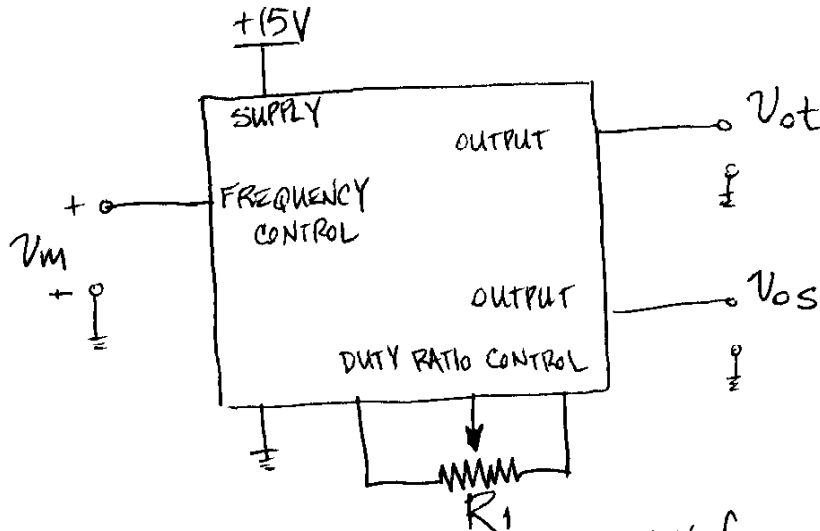 +15V
SUPPLY
OUTPUT
Vot
+
FREQUENCY
CONTROL
Vm
+
OUTPUT
Vos
DUTY RATIO CONTROL
R1